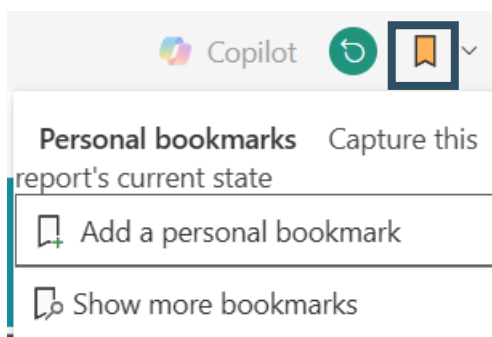 Copilot
Personal bookmarks Capture this
report's current state
Add a personal bookmark
Show more bookmarks